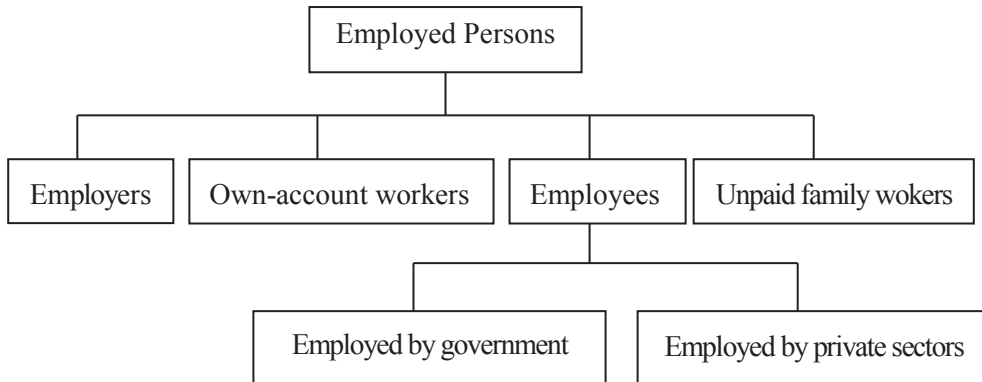 Employed Persons
Employers
Own-account workers
Employees
Unpaid family wokers
Employed by government
Employed by private sectors